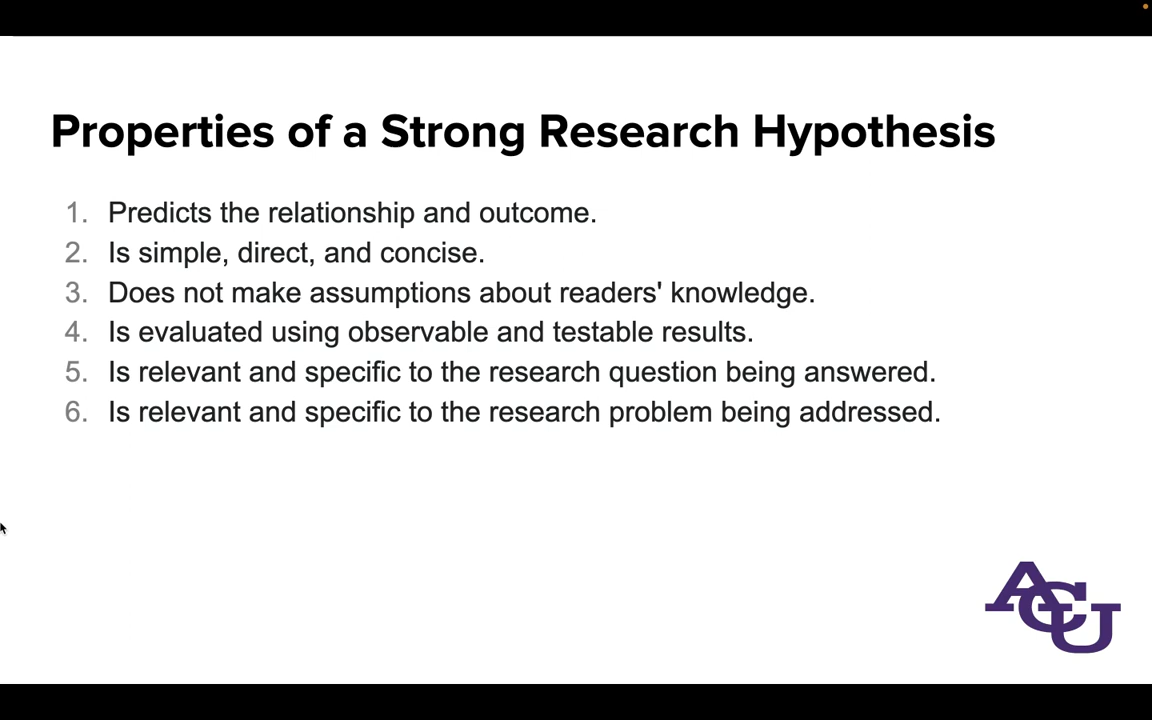 Properties of a Strong Research Hypothesis
1. Predicts the relationship and outcome.
2. Is simple, direct, and concise.
3. Does not make assumptions about readers' knowledge.
4. Is evaluated using observable and testable results.
5. Is relevant and specific to the research question being answered.
6. Is relevant and specific to the research problem being addressed.
ACU